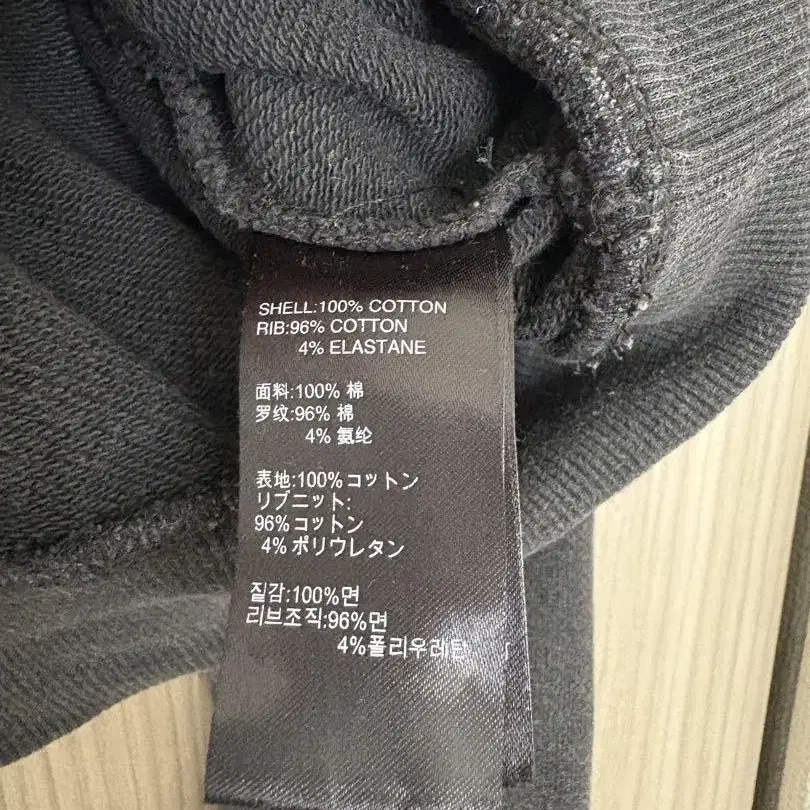 SHELL:100% COTTON
RIB:96% COTTON
4% ELASTANE
面料:100% 棉
罗纹:96% 棉
4% 氨纶
表地:100%コットン
リブニット:
96%コットン
4%ポリウレタン
질감:100%면
리브조직:96%면
4%폴리우레탄